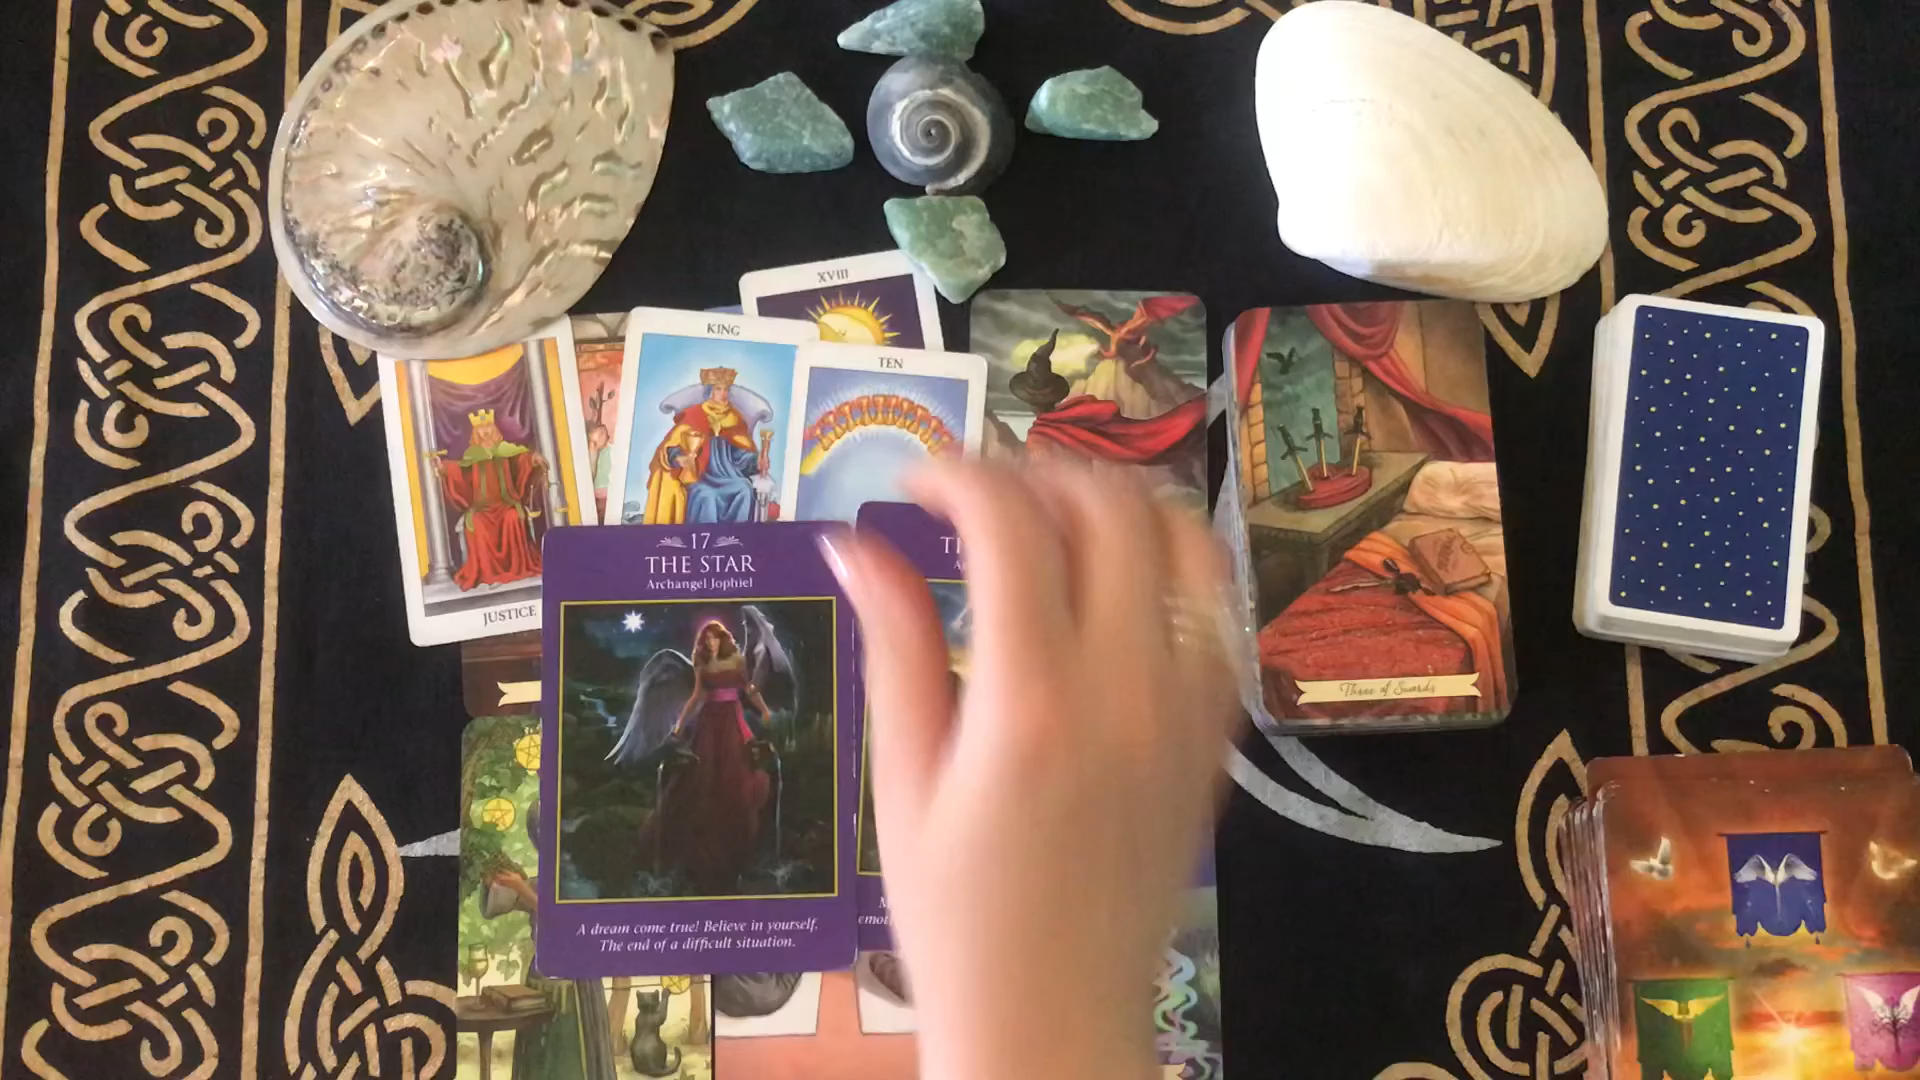 XVIII
KING
TEN
17
THE STAR
Archangel Jophiel
JUSTICE
Three of Swords
A dream come true! Believe in yourself.
The end of a difficult situation.